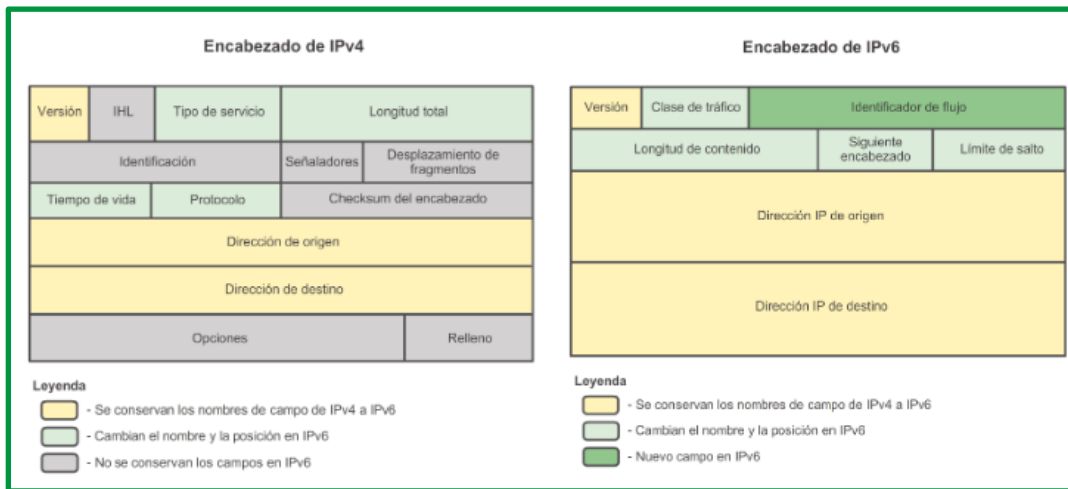 Encabezado de IPv4
Versión IHL Tipo de servicio Longitud total
Identificación Señaladores Desplazamiento de
fragmentos
Tiempo de vida Protocolo Checksum del encabezado
Dirección de origen
Dirección de destino
Opciones Relleno
Leyenda
- Se conservan los nombres de campo de IPv4 a IPv6
- Cambian el nombre y la posición en IPv6
- No se conservan los campos en IPv6
Encabezado de IPv6
Versión Clase de tráfico Identificador de flujo
Longitud de contenido Siguiente
encabezado Límite de salto
Dirección IP de origen
Dirección IP de destino
Leyenda
- Se conservan los nombres de campo de IPv4 a IPv6
- Cambian el nombre y la posición en IPv6
- Nuevo campo en IPv6